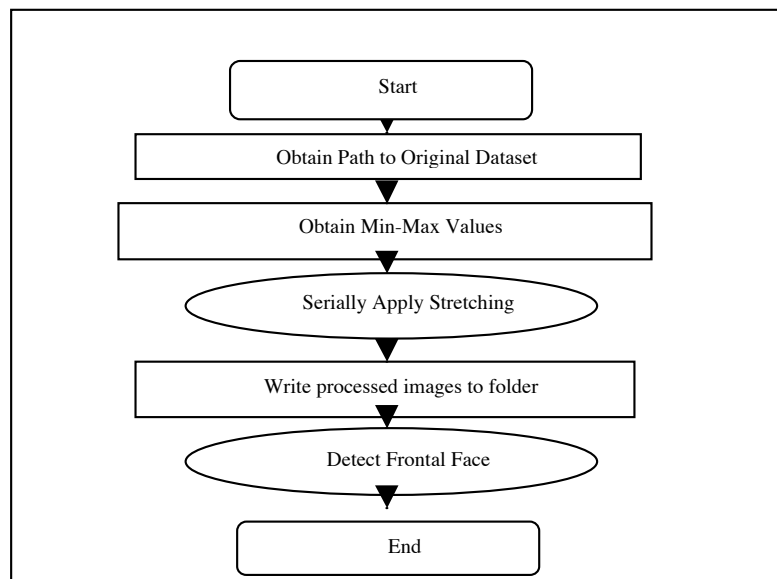 Start
Obtain Path to Original Dataset
Obtain Min-Max Values
Serially Apply Stretching
Write processed images to folder
Detect Frontal Face
End